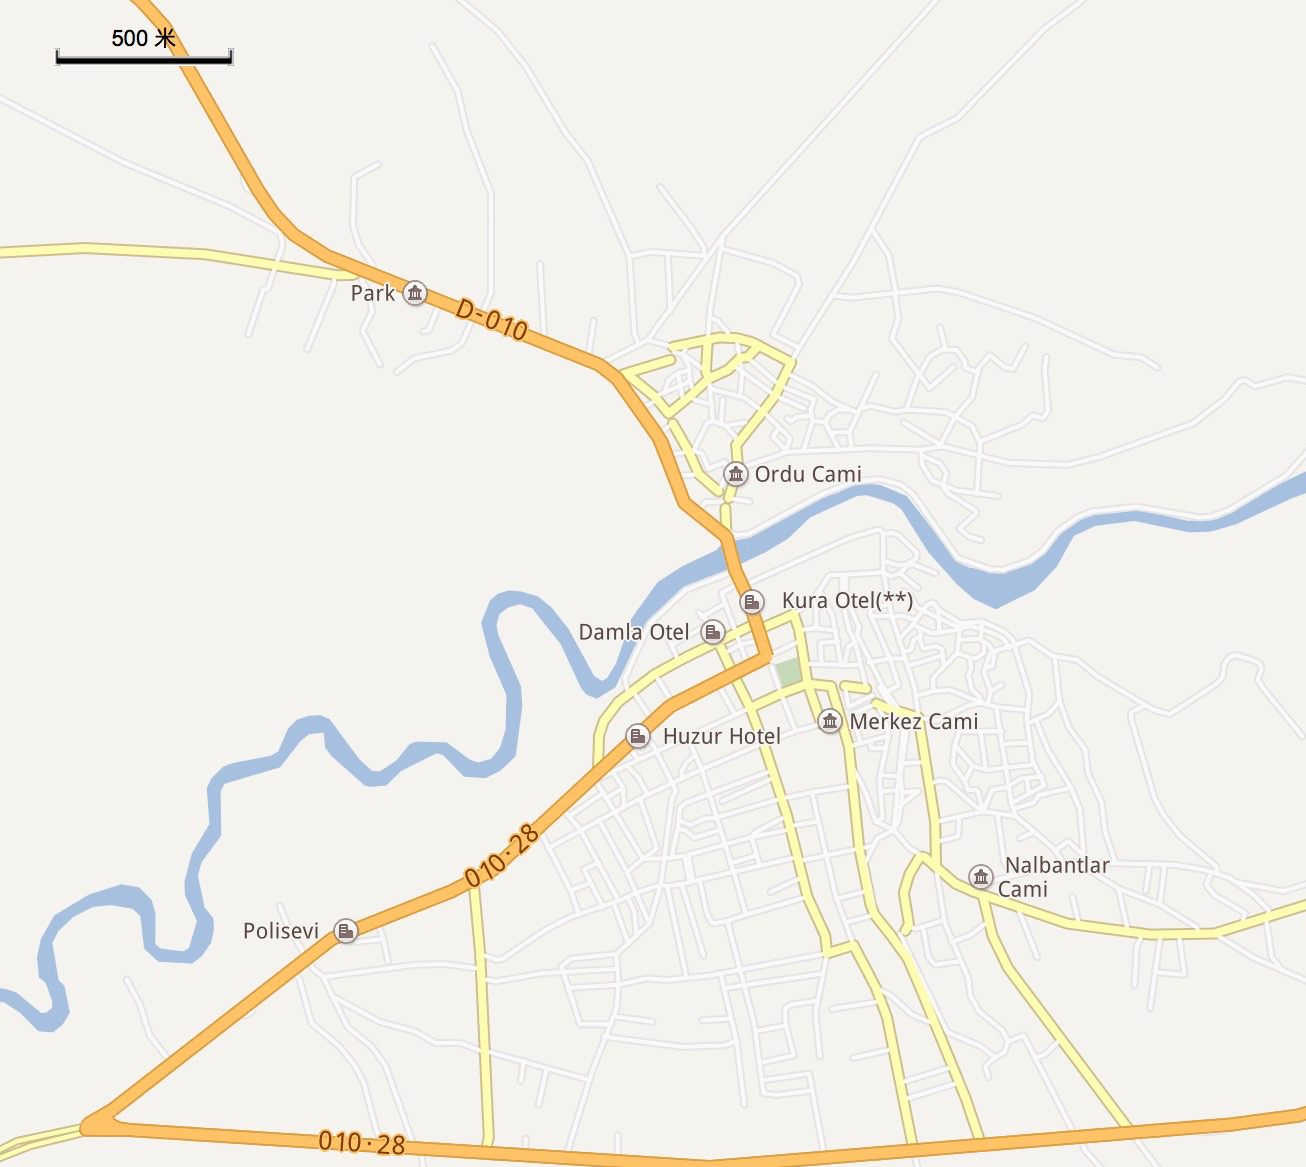 500 米
Park
D-010
Ordu Cami
Kura Otel(**)
Damla Otel
Merkez Cami
Huzur Hotel
010·28
Nalbantlar
Cami
Polisevi
010·28